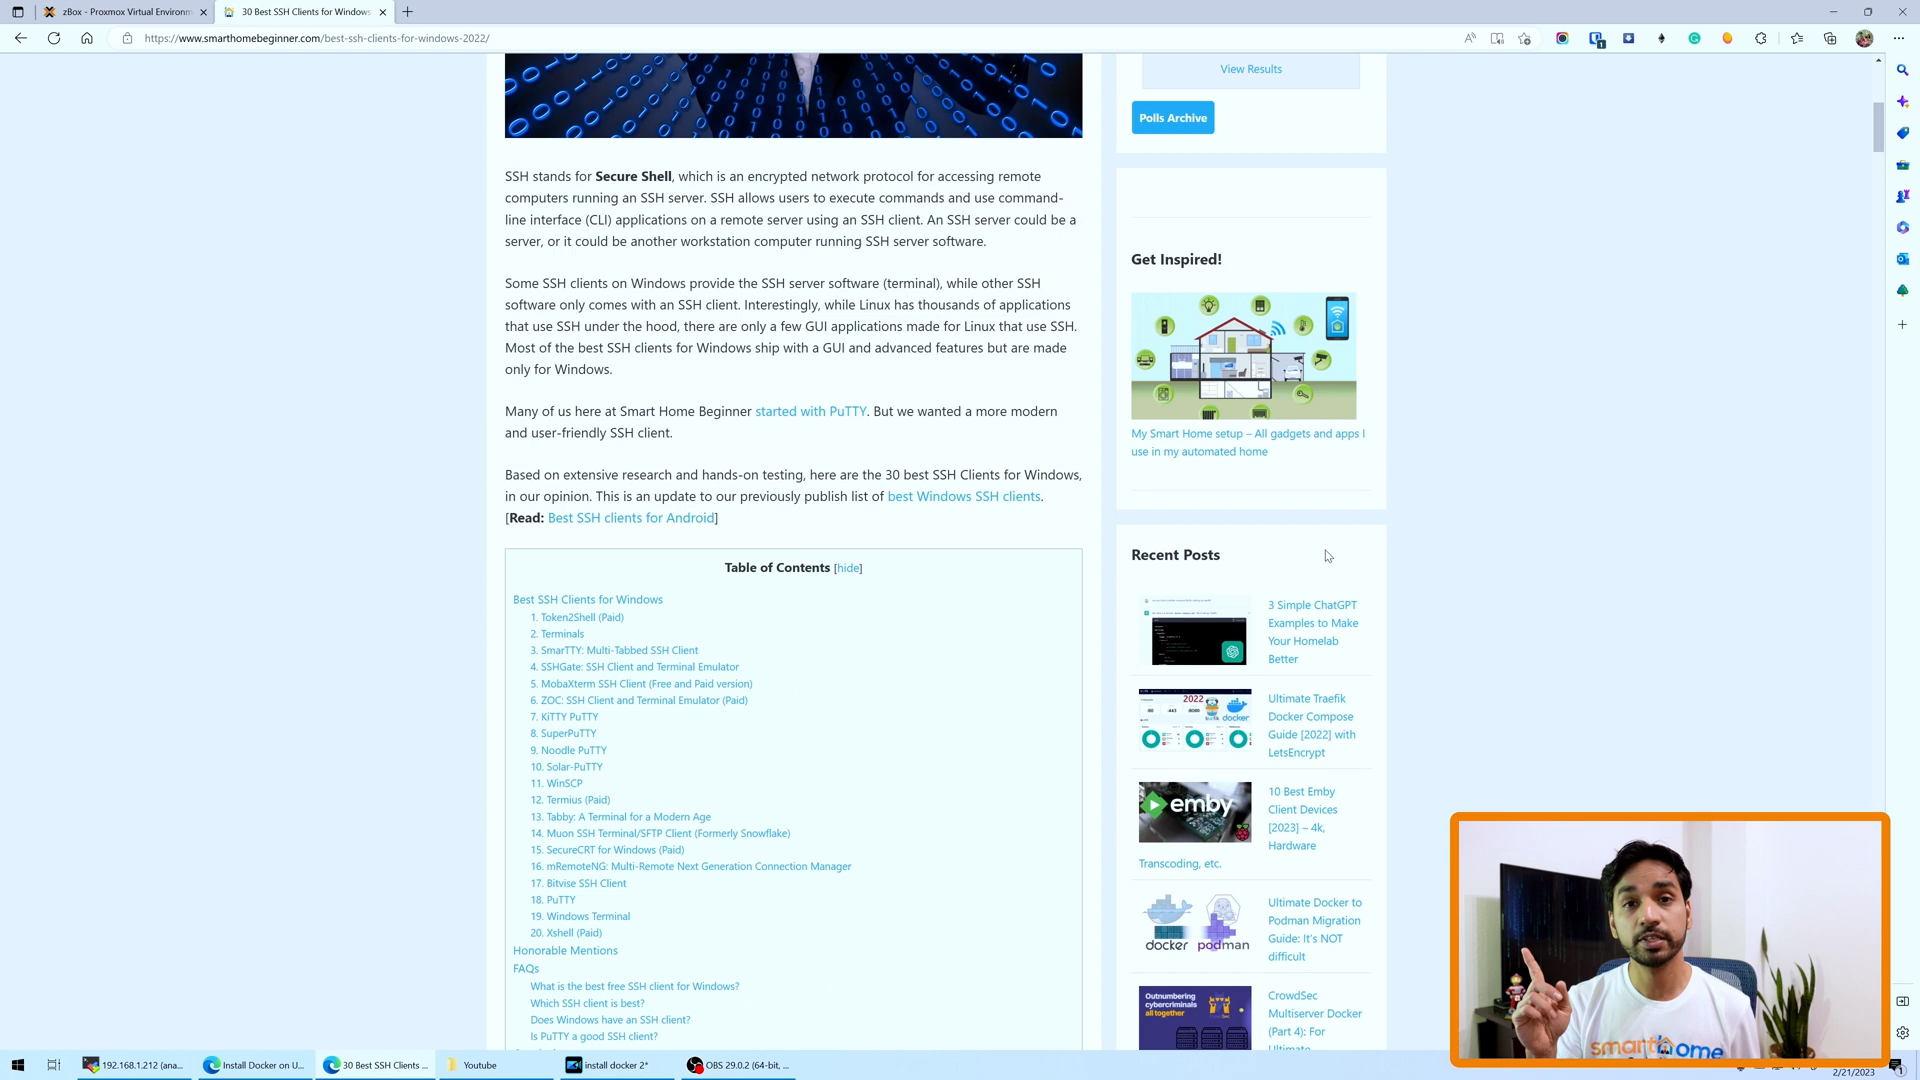 zBox - Proxmox Virtual Environm
30 Best SSH Clients for Windows
https://www.smarthomebeginner.com/best-ssh-clients-for-windows-2022/
View Results
Polls Archive
SSH stands for Secure Shell, which is an encrypted network protocol for accessing remote
computers running an SSH server. SSH allows users to execute commands and use command-
line interface (CLI) applications on a remote server using an SSH client. An SSH server could be a
server, or it could be another workstation computer running SSH server software.
Some SSH clients on Windows provide the SSH server software (terminal), while other SSH
software only comes with an SSH client. Interestingly, while Linux has thousands of applications
that use SSH under the hood, there are only a few GUI applications made for Linux that use SSH.
Most of the best SSH clients for Windows ship with a GUI and advanced features but are made
only for Windows.
Many of us here at Smart Home Beginner started with PuTTY. But we wanted a more modern
and user-friendly SSH client.
Based on extensive research and hands-on testing, here are the 30 best SSH Clients for Windows,
in our opinion. This is an update to our previously publish list of best Windows SSH clients.
[Read: Best SSH clients for Android]
Table of Contents [hide]
Best SSH Clients for Windows
1. Token2Shell (Paid)
2. Terminals
3. SmarTTY: Multi-Tabbed SSH Client
4. SSHGate: SSH Client and Terminal Emulator
5. MobaXterm SSH Client (Free and Paid version)
6. ZOC: SSH Client and Terminal Emulator (Paid)
7. KiTTY PuTTY
8. SuperPuTTY
9. Noodle PuTTY
10. Solar-PuTTY
11. WinSCP
12. Termius (Paid)
13. Tabby: A Terminal for a Modern Age
14. Muon SSH Terminal/SFTP Client (Formerly Snowflake)
15. SecureCRT for Windows (Paid)
16. mRemoteNG: Multi-Remote Next Generation Connection Manager
17. Bitvise SSH Client
18. PuTTY
19. Windows Terminal
20. Xshell (Paid)
Honorable Mentions
FAQs
What is the best free SSH client for Windows?
Which SSH client is best?
Does Windows have an SSH client?
Is PuTTY a good SSH client?
Get Inspired!
My Smart Home setup – All gadgets and apps I
use in my automated home
Recent Posts
3 Simple ChatGPT
Examples to Make
Your Homelab
Better
2022
docker
Ultimate Traefik
Docker Compose
Guide [2022] with
LetsEncrypt
emby
10 Best Emby
Client Devices
[2023] – 4k,
Hardware
Transcoding, etc.
docker podman
Ultimate Docker to
Podman Migration
Guide: It's NOT
difficult
Outnumbering
cybercriminals
all together
CrowdSec
Multiserver Docker
(Part 4): For
Ultimate
smarthome
192.168.1.212 (ana...
Install Docker on U...
30 Best SSH Clients ...
Youtube
install docker 2*
OBS 29.0.2 (64-bit, ...
2/21/2023